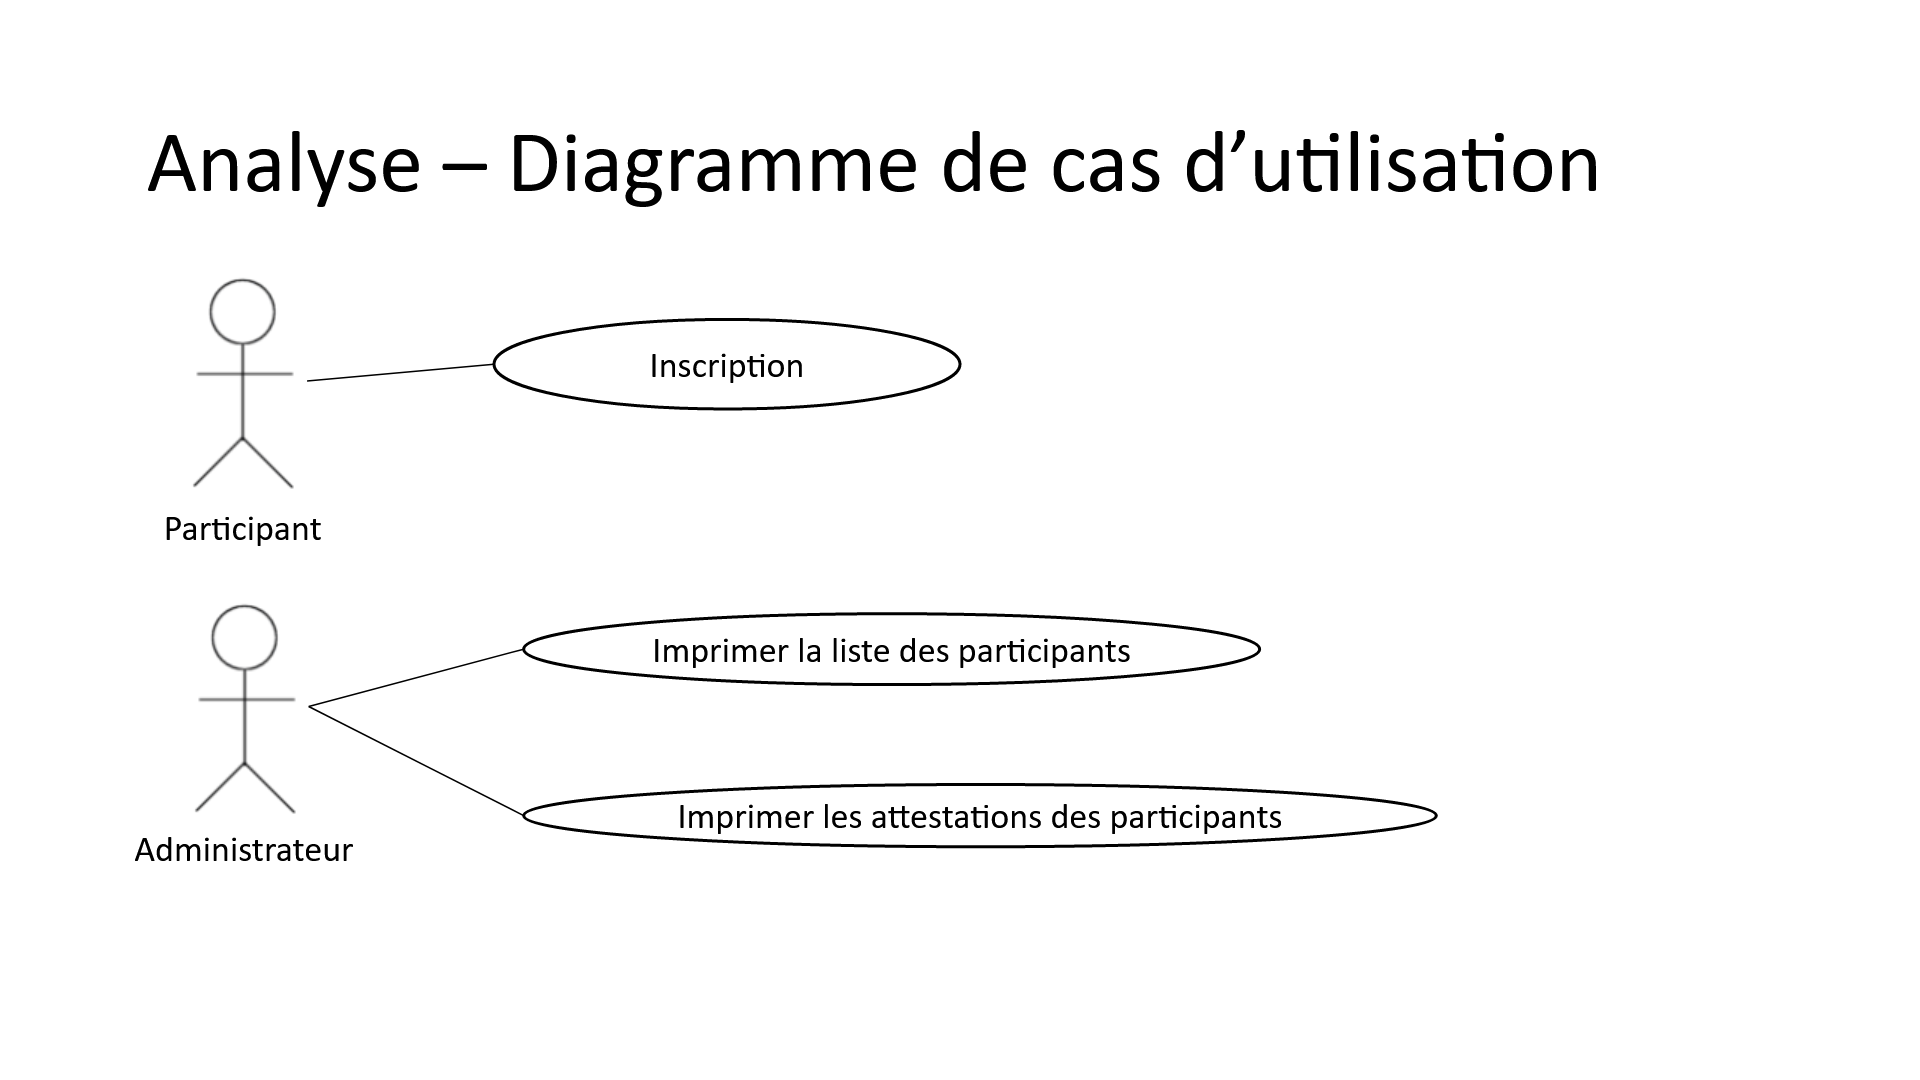 Analyse – Diagramme de cas d’utilisation
Inscription
Participant
Imprimer la liste des participants
Imprimer les attestations des participants
Administrateur